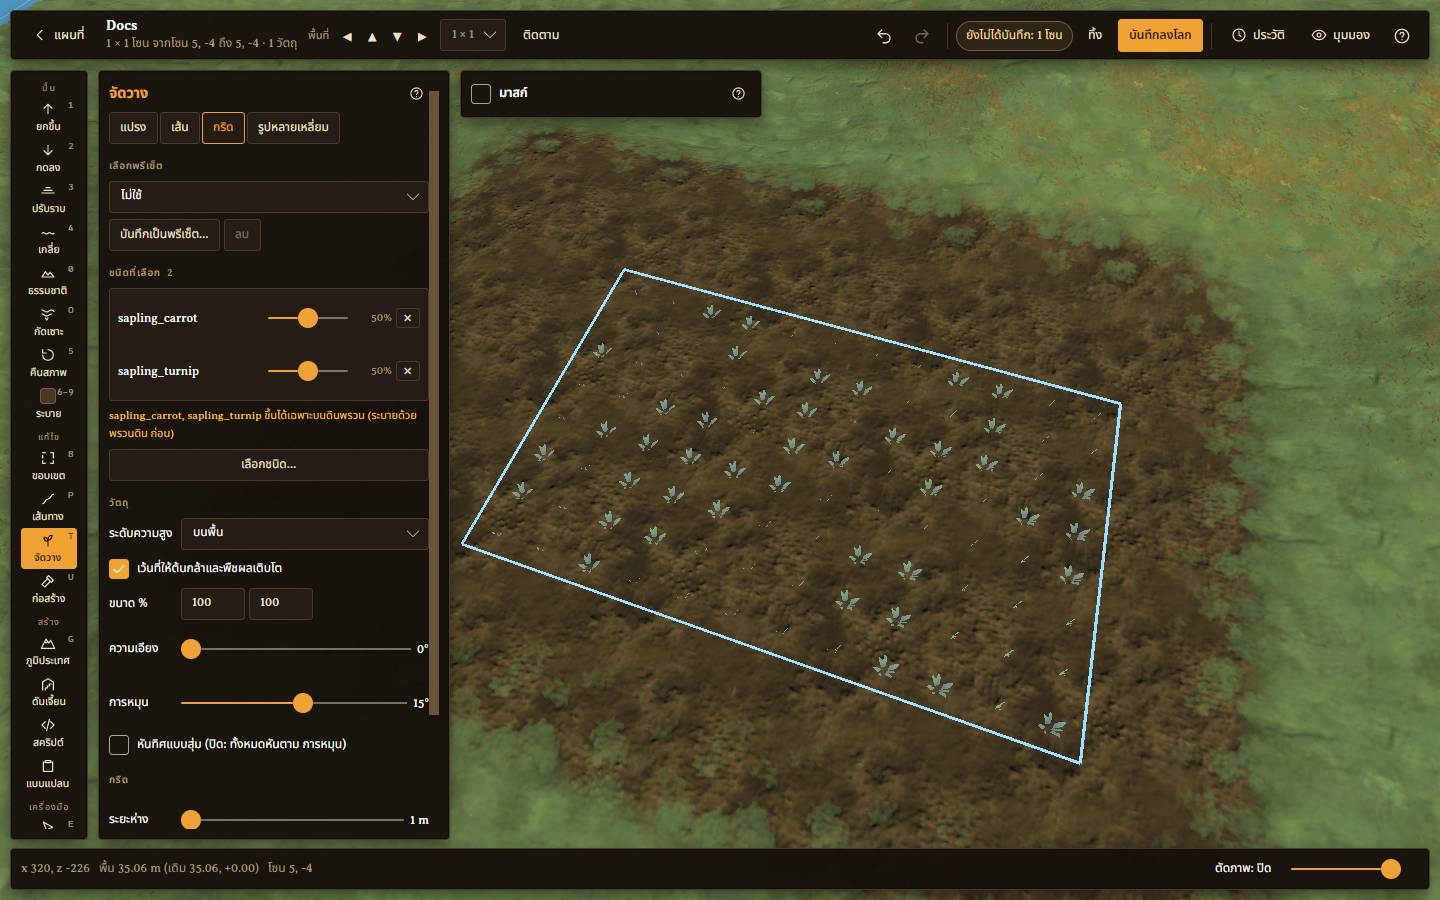 แผนที่
Docs
1 × 1 โซน จากโซน 5, -4 ถึง 5, -4 · 1 วัตถุ
พื้นที่
1 × 1
ติดตาม
ยังไม่ได้บันทึก: 1 โซน
ทิ้ง
บันทึกลงโลก
ประวัติ
มุมมอง
ปั้น
ยกขึ้น 1
กดลง 2
ปรับราบ 3
เกลี่ย 4
ธรรมชาติ 0
กัดเซาะ O
คืนสภาพ 5
ระบาย 6–9
แก้ไข
ขอบเขต B
เส้นทาง P
จัดวาง T
ก่อสร้าง U
สร้าง
ภูมิประเทศ G
ดันเจี้ยน
สคริปต์
แบบแปลน
เครื่องมือ
E
จัดวาง
แปรง เส้น กริด รูปหลายเหลี่ยม
เลือกพรีเซ็ต
ไม่ใช้
บันทึกเป็นพรีเซ็ต... ลบ
ชนิดที่เลือก 2
sapling_carrot 50%
sapling_turnip 50%
sapling_carrot, sapling_turnip ขึ้นได้เฉพาะบนดินพรวน (ระบายด้วย
พรวนดิน ก่อน)
เลือกชนิด...
วัตถุ
ระดับความสูง บนพื้น
เว้นที่ให้ต้นกล้าและพืชผลเติบโต
ขนาด % 100 100
ความเอียง 0°
การหมุน 15°
หันทิศแบบสุ่ม (ปิด: ทั้งหมดหันตาม การหมุน)
กริด
ระยะห่าง 1 m
มาสก์
x 320, z -226 พื้น 35.06 m (เดิม 35.06, +0.00) โซน 5, -4
ตัดภาพ: ปิด